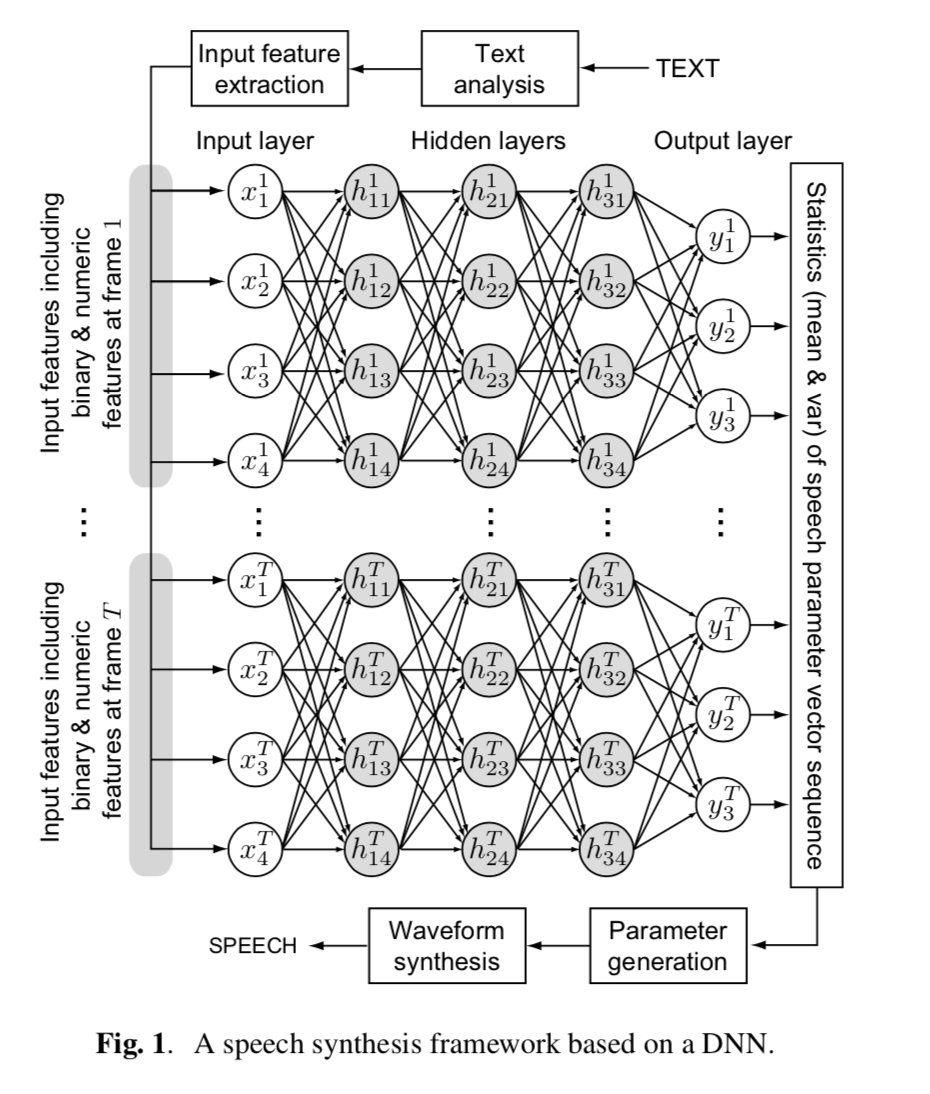 Input feature
extraction
Text
analysis
TEXT
Input layer
Hidden layers
Output layer
Input features including
binary & numeric
features at frame 1
x_1^1 h_{11}^1 h_{21}^1 h_{31}^1
y_1^1
x_2^1 h_{12}^1 h_{22}^1 h_{32}^1
y_2^1
x_3^1 h_{13}^1 h_{23}^1 h_{33}^1
y_3^1
x_4^1 h_{14}^1 h_{24}^1 h_{34}^1
...
... ... ... ...
Input features including
binary & numeric
features at frame T
x_1^T h_{11}^T h_{21}^T h_{31}^T
y_1^T
x_2^T h_{12}^T h_{22}^T h_{32}^T
y_2^T
x_3^T h_{13}^T h_{23}^T h_{33}^T
y_3^T
x_4^T h_{14}^T h_{24}^T h_{34}^T
Statistics (mean & var) of speech parameter vector sequence
Parameter
generation
Waveform
synthesis
SPEECH
Fig. 1. A speech synthesis framework based on a DNN.